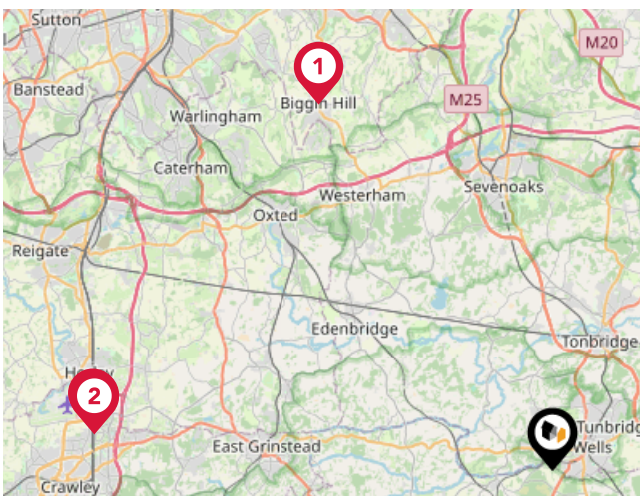 Sutton
M20
1
Banstead
Biggin Hill
M25
Warlingham
Caterham
Sevenoaks
Westerham
Oxted
Reigate
Edenbridge
Tonbridge
2
East Grinstead
Wells
Crawley